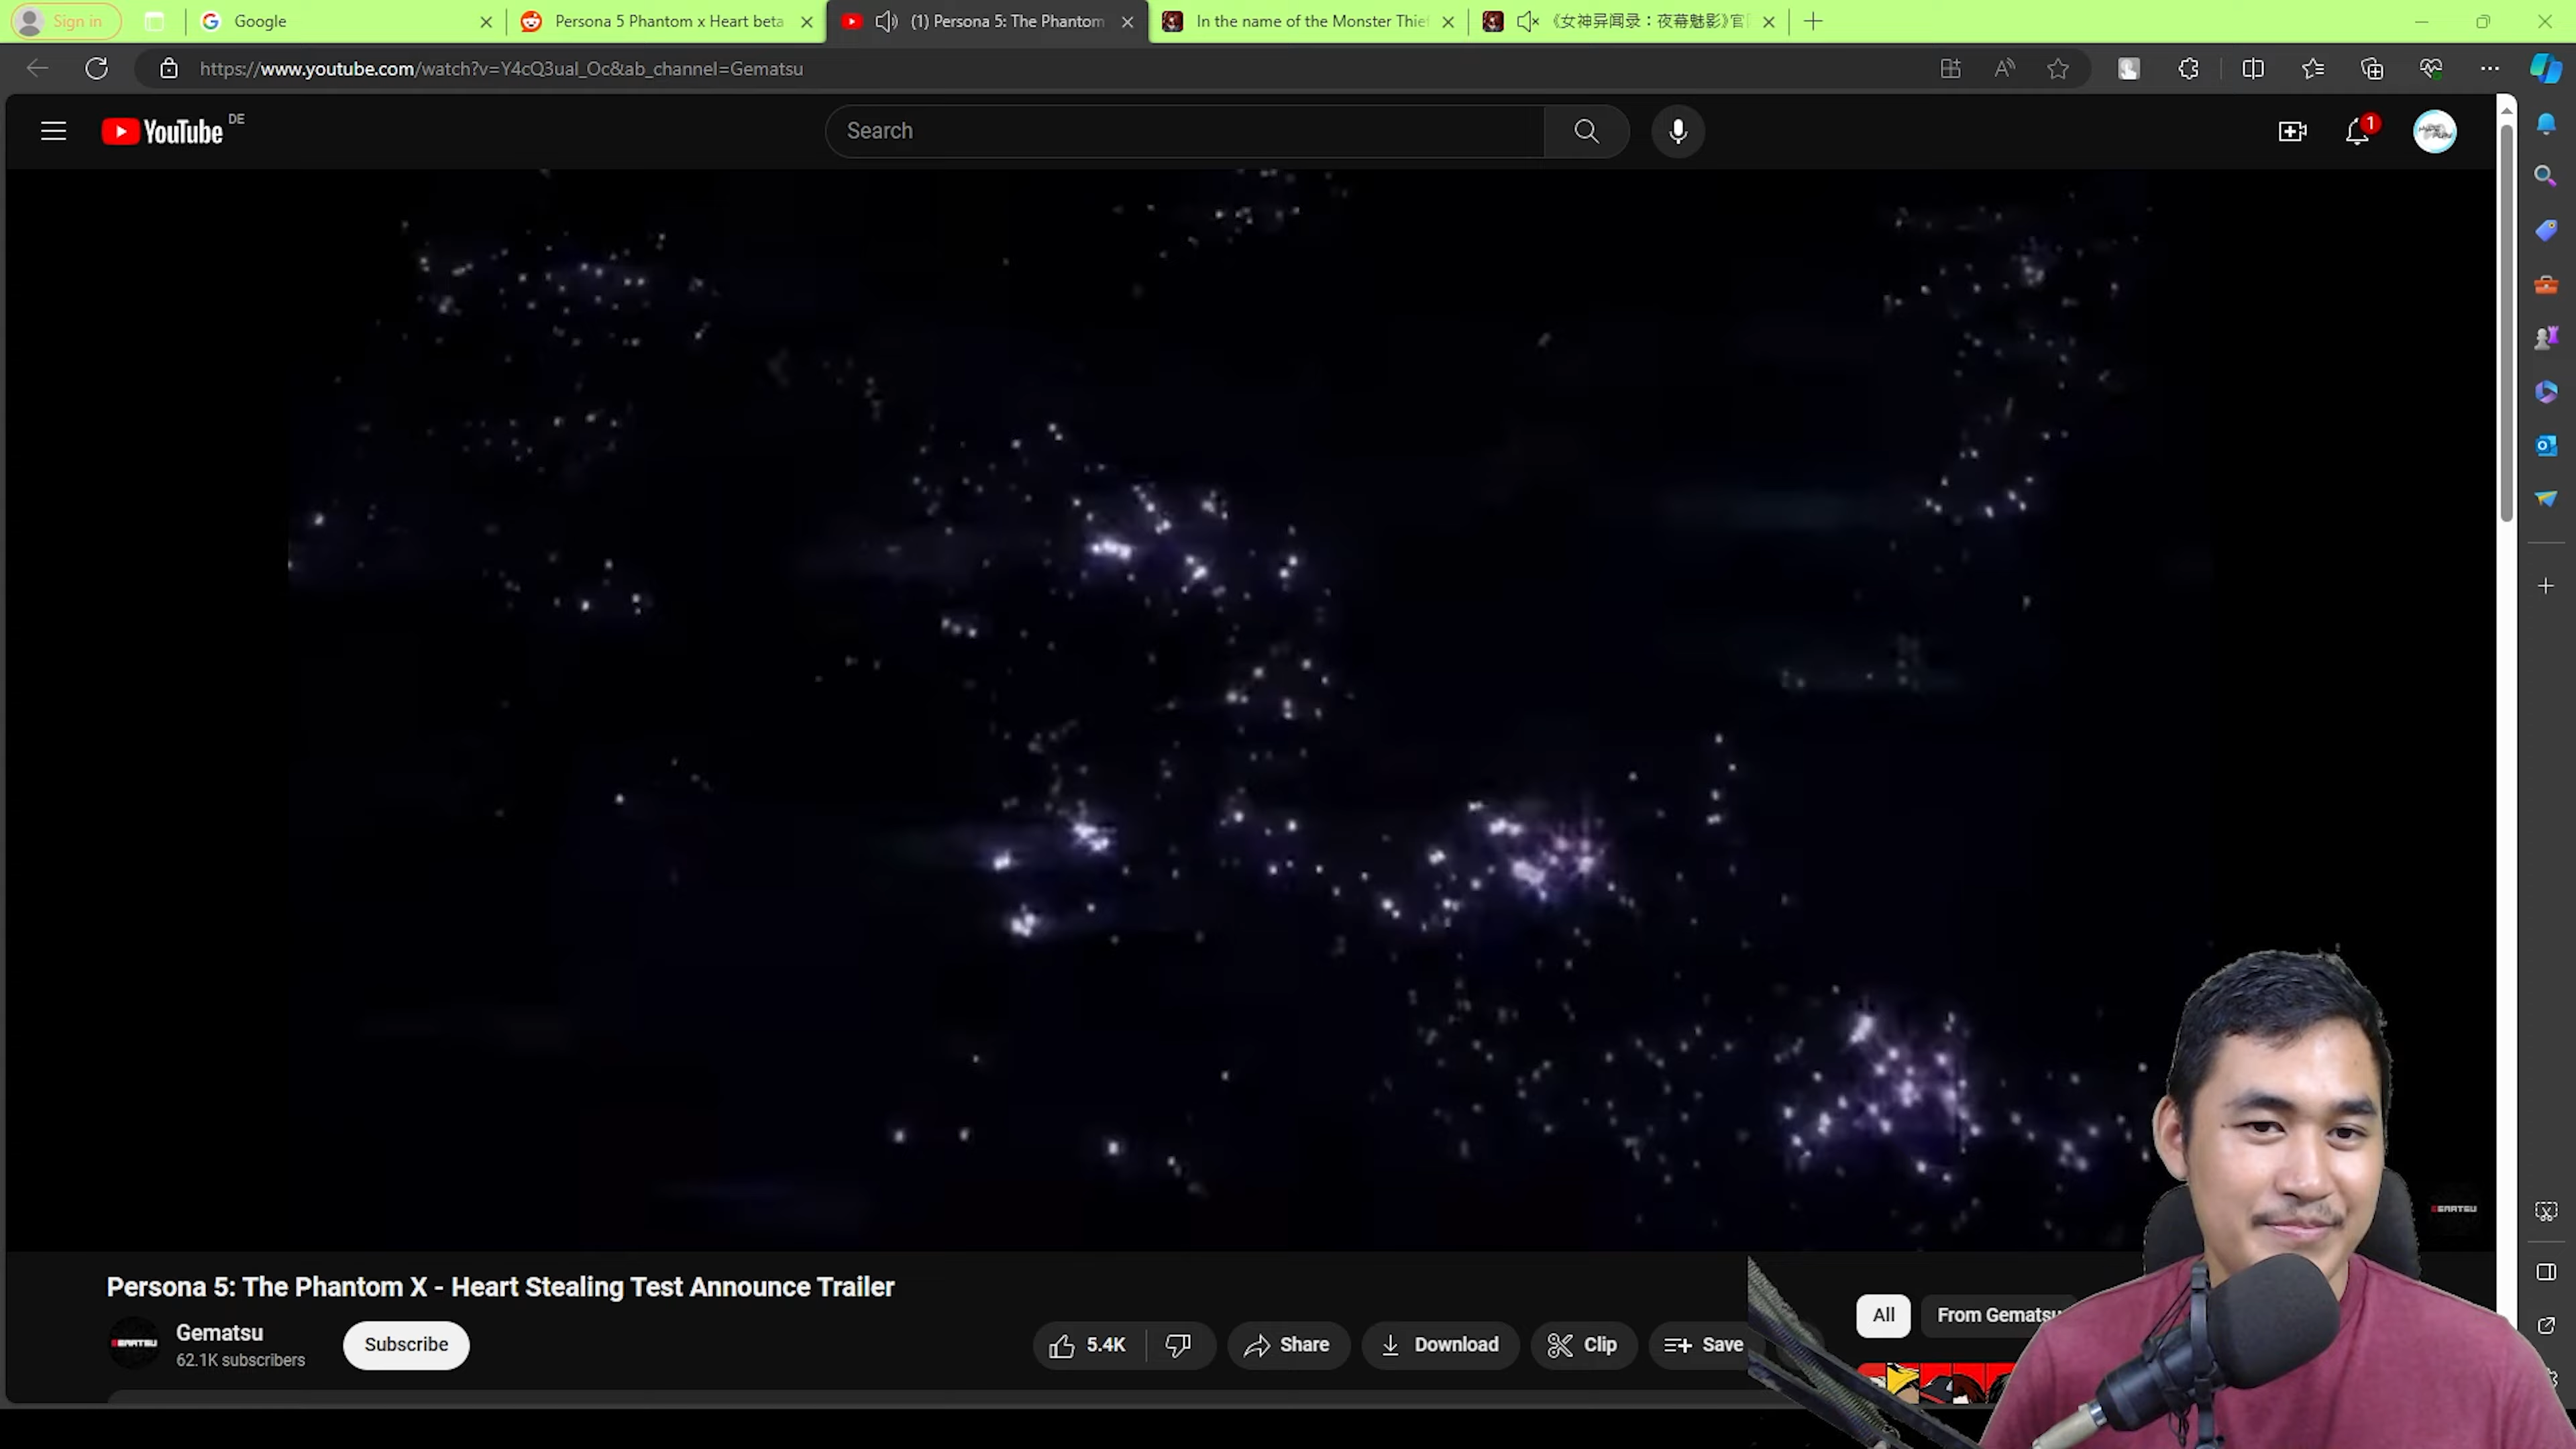 Sign in
Google
Persona 5 Phantom x Heart beta
(1) Persona 5: The Phantom
In the name of the Monster Thief
《女神异闻录：夜幕魅影》官
https://www.youtube.com/watch?v=Y4cQ3ual_Oc&ab_channel=Gematsu
YouTube DE
Search
1
GEMATSU
Persona 5: The Phantom X - Heart Stealing Test Announce Trailer
GEMATSU
Gematsu
62.1K subscribers
Subscribe
5.4K
Share
Download
Clip
Save
All
From Gematsu